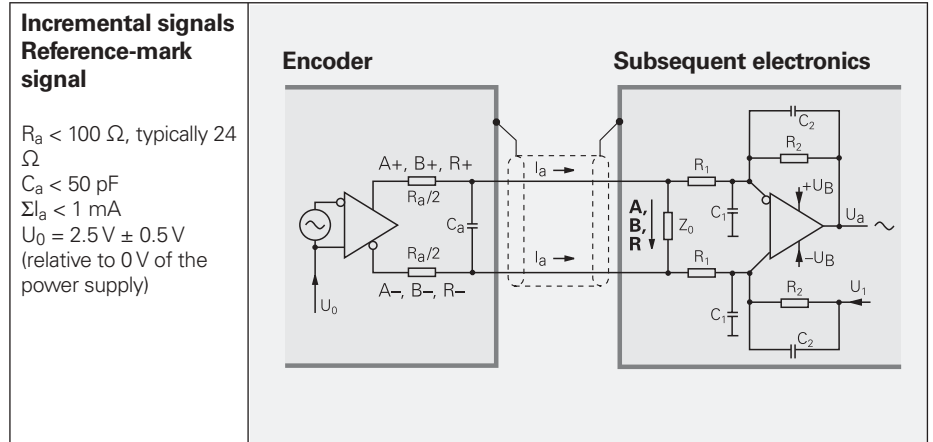 Incremental signals
Reference-mark
signal
Rₐ < 100 Ω, typically 24
Ω
Cₐ < 50 pF
ΣIₐ < 1 mA
U₀ = 2.5 V ± 0.5 V
(relative to 0 V of the
power supply)
Encoder
Subsequent electronics
A+, B+, R+
Rₐ/2
Cₐ
Rₐ/2
A–, B–, R–
U₀
Iₐ
Iₐ
A,
B,
R
Z₀
C₂
R₂
R₁
C₁
+U_B
Uₐ
–U_B
R₁
C₁
R₂
U₁
C₂